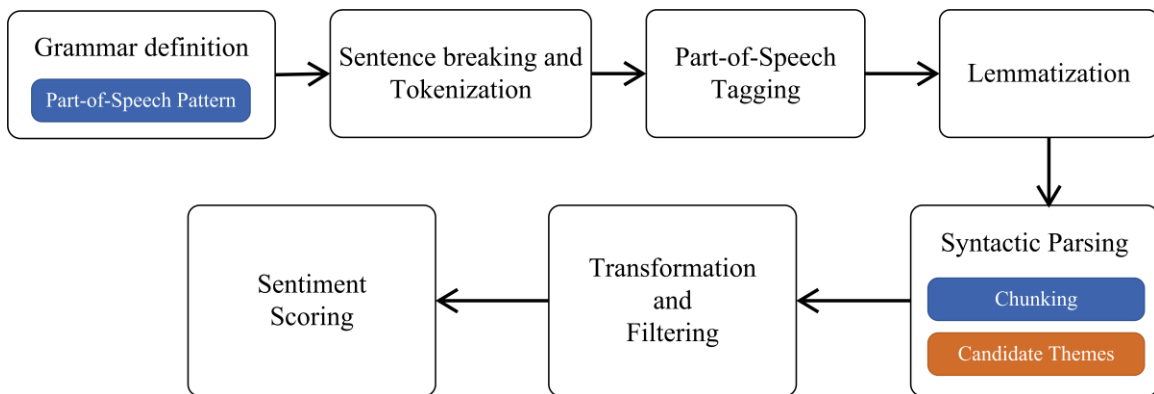 Grammar definition
Part-of-Speech Pattern
Sentence breaking and
Tokenization
Part-of-Speech
Tagging
Lemmatization
Syntactic Parsing
Chunking
Candidate Themes
Transformation
and
Filtering
Sentiment
Scoring